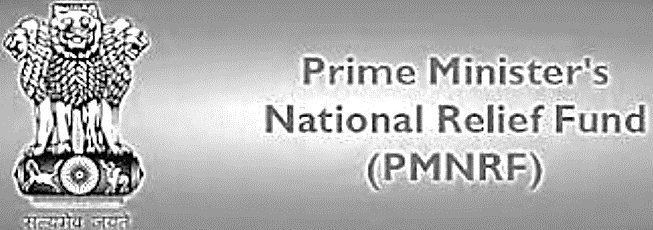 Prime Minister's
National Relief Fund
(PMNRF)
सत्यमेव जयते